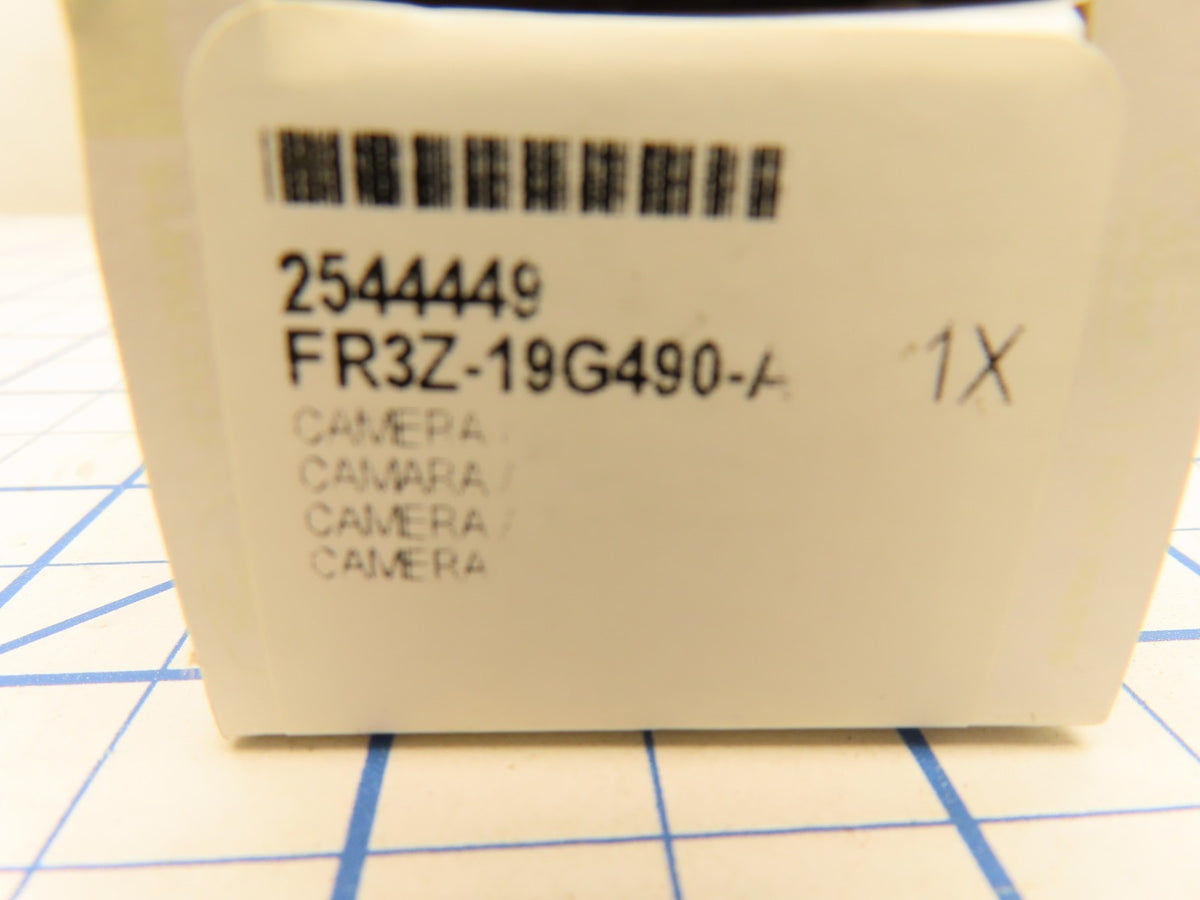 2544449
FR3Z-19G490-A 1X
CAMERA /
CAMARA /
CAMERA /
CAMERA